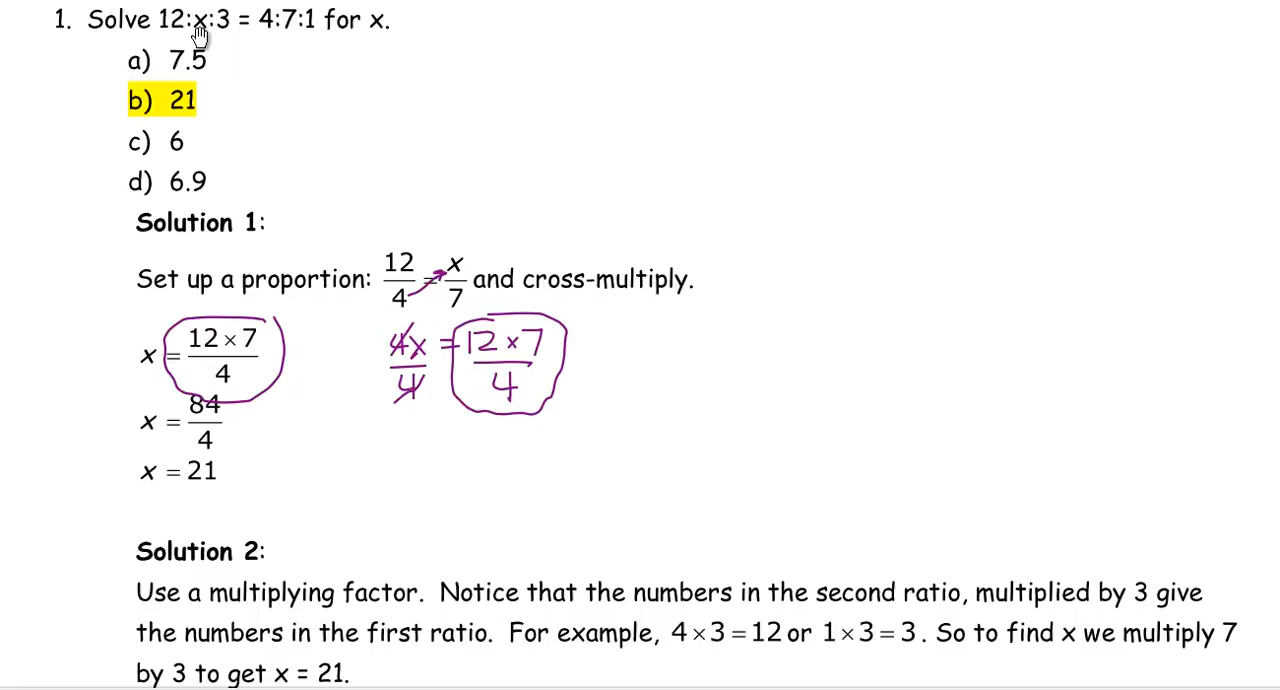 1. Solve 12:x:3 = 4:7:1 for x.
a) 7.5
b) 21
c) 6
d) 6.9
Solution 1:
Set up a proportion: 12/4 = x/7 and cross-multiply.
x = 12 × 7 / 4
4x/4 = 12 × 7 / 4
x = 84/4
x = 21
Solution 2:
Use a multiplying factor. Notice that the numbers in the second ratio, multiplied by 3 give
the numbers in the first ratio. For example, 4 × 3 = 12 or 1 × 3 = 3. So to find x we multiply 7
by 3 to get x = 21.